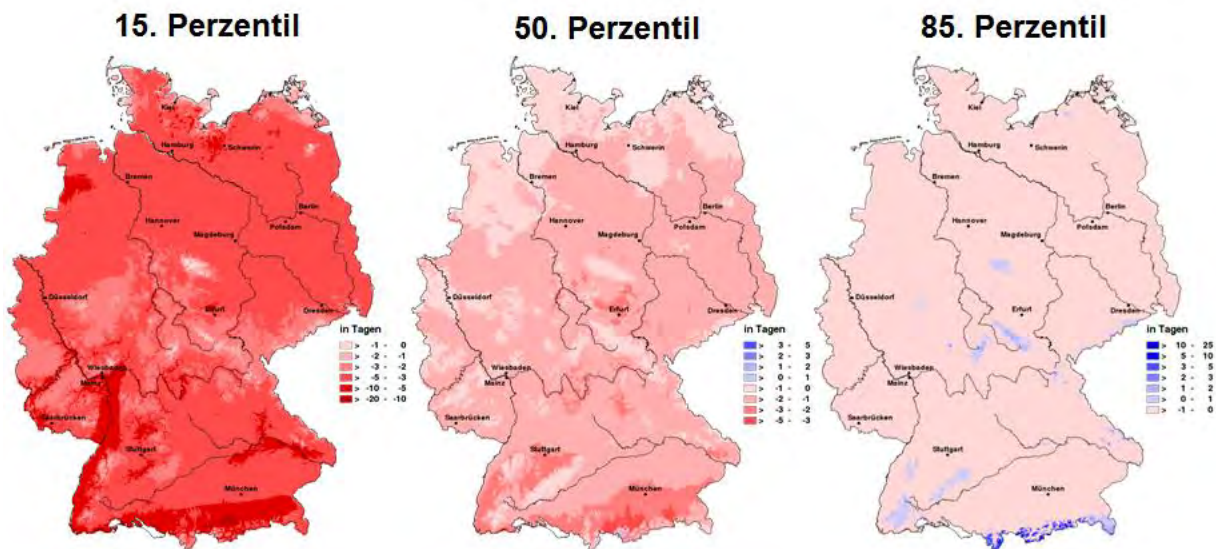 15. Perzentil
50. Perzentil
85. Perzentil
Kiel
Hamburg
Schwerin
Bremen
Berlin
Hannover
Potsdam
Magdeburg
Düsseldorf
Erfurt
Dresden
Wiesbaden
Mainz
Saarbrücken
Stuttgart
München
in Tagen
> -1 - 0
> -2 - -1
> -3 - -2
> -5 - -3
> -10 - -5
> -20 - -10
Kiel
Hamburg
Schwerin
Bremen
Berlin
Hannover
Potsdam
Magdeburg
Düsseldorf
Erfurt
Dresden
Wiesbaden
Mainz
Saarbrücken
Stuttgart
München
in Tagen
> 3 - 5
> 2 - 3
> 1 - 2
> 0 - 1
> -1 - 0
> -2 - -1
> -3 - -2
> -5 - -3
Kiel
Hamburg
Schwerin
Bremen
Berlin
Hannover
Potsdam
Magdeburg
Düsseldorf
Erfurt
Dresden
Wiesbaden
Mainz
Saarbrücken
Stuttgart
München
in Tagen
> 10 - 25
> 5 - 10
> 3 - 5
> 2 - 3
> 1 - 2
> 0 - 1
> -1 - 0